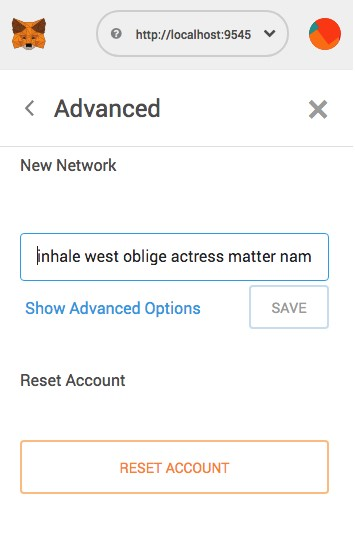 http://localhost:9545
Advanced
New Network
inhale west oblige actress matter nam
Show Advanced Options
SAVE
Reset Account
RESET ACCOUNT